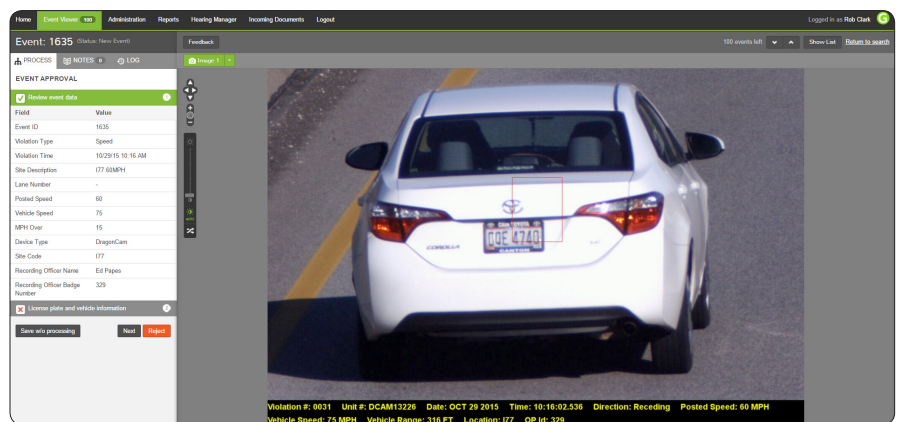 Home Event Viewer 100 Administration Reports Hearing Manager Incoming Documents Logout Logged in as Rob Clark G
Event: 1635 (Status: New Event) Feedback 100 events left Show List Return to search
PROCESS NOTES 0 LOG Image 1
EVENT APPROVAL
Review event data
Field Value
Event ID 1635
Violation Type Speed
Violation Time 10/29/15 10:16 AM
Site Description I77 60MPH
Lane Number -
Posted Speed 60
Vehicle Speed 75
MPH Over 15
Device Type DragonCam
Site Code I77
Recording Officer Name Ed Papes
Recording Officer Badge Number 329
License plate and vehicle information
Save w/o processing Next Reject
AUTO
COROLLA
LE
CANTON
Violation #: 0031 Unit #: DCAM13226 Date: OCT 29 2015 Time: 10:16:02.536 Direction: Receding Posted Speed: 60 MPH
Vehicle Speed: 75 MPH Vehicle Range: 316 FT Location: I77 OP Id: 329